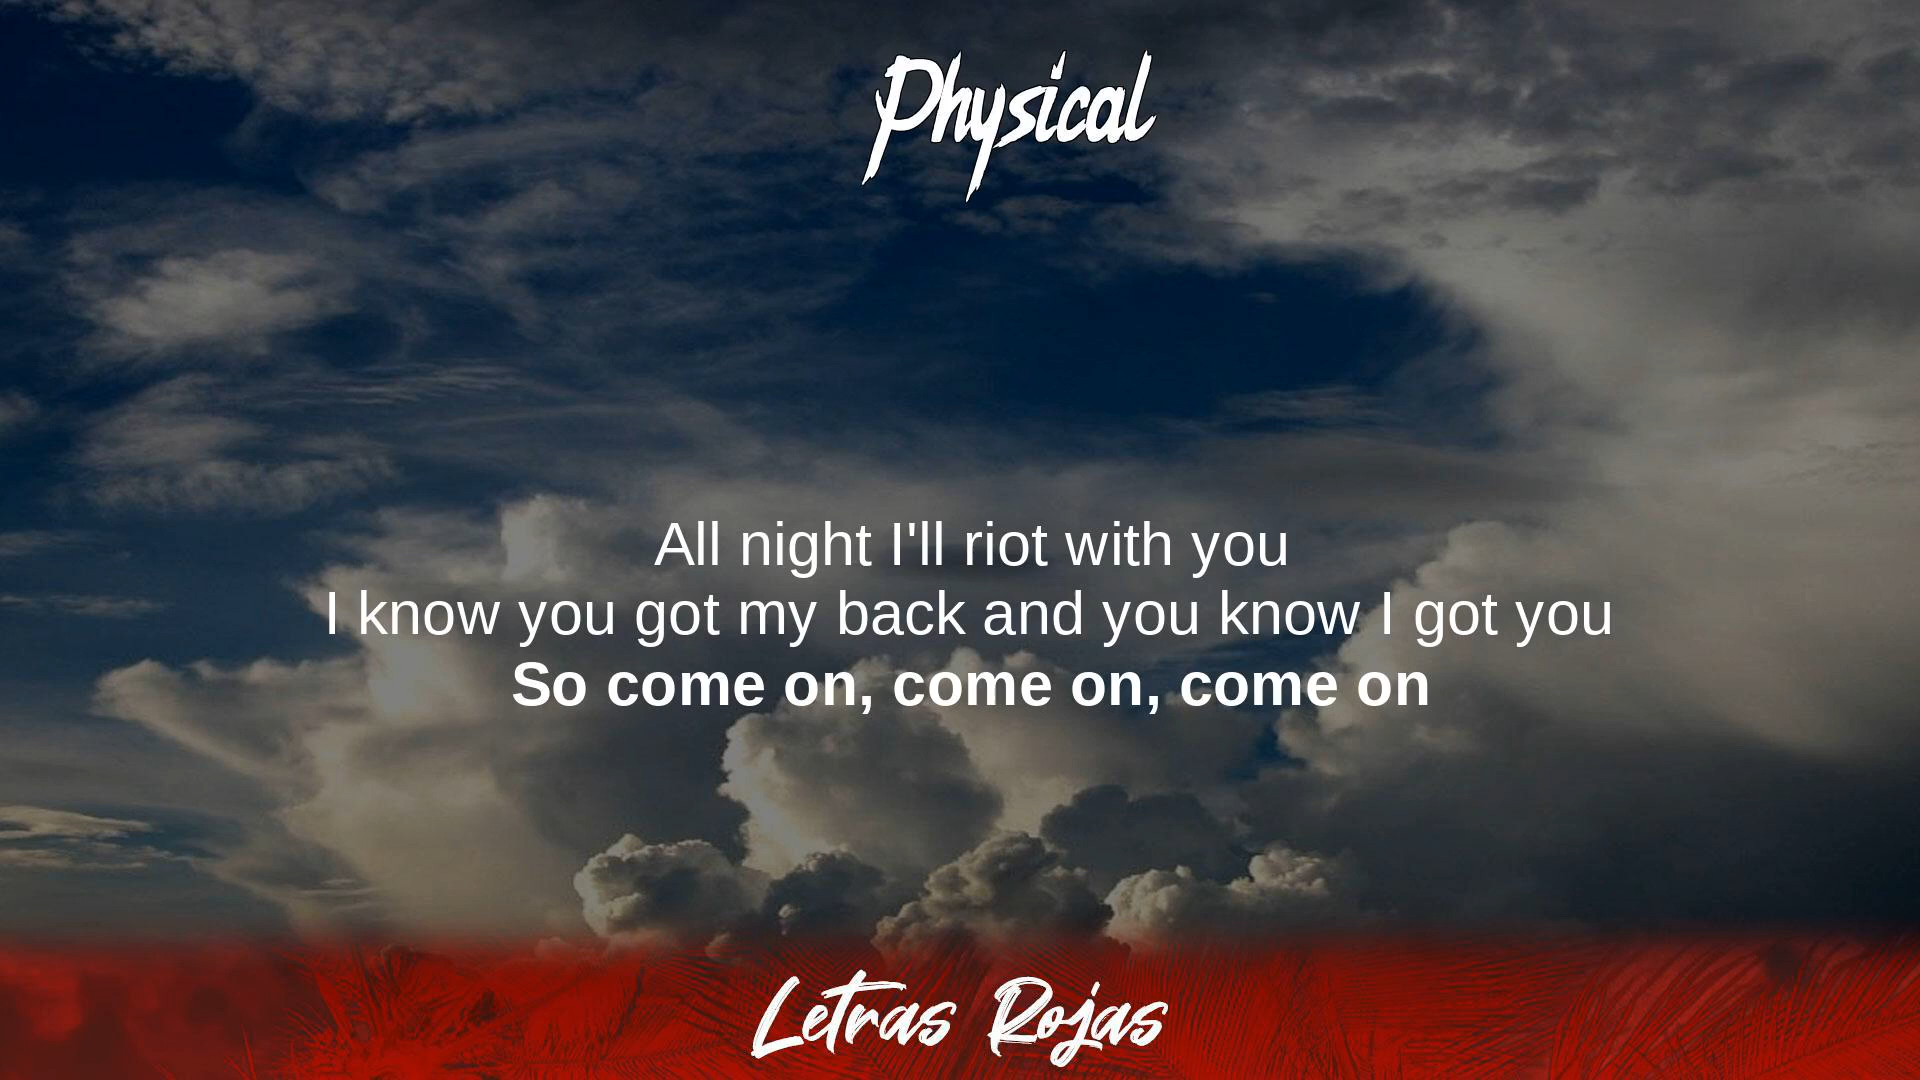 Physical
All night I'll riot with you
I know you got my back and you know I got you
So come on, come on, come on
Letras Rojas